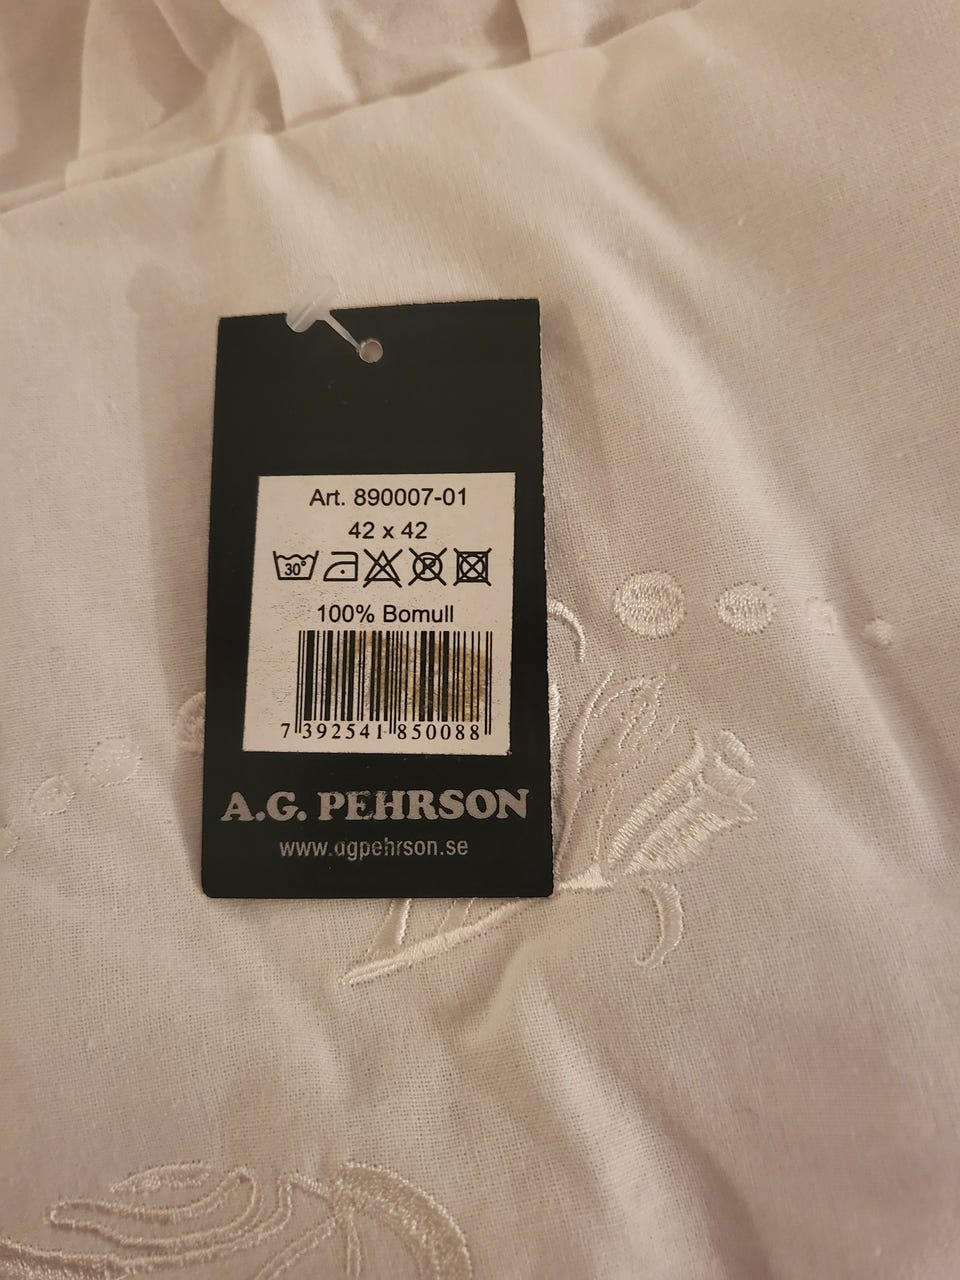 Art. 890007-01
42 x 42
30°
P
100% Bomull
7 392541 850088
A.G. PEHRSON
www.agpehrson.se